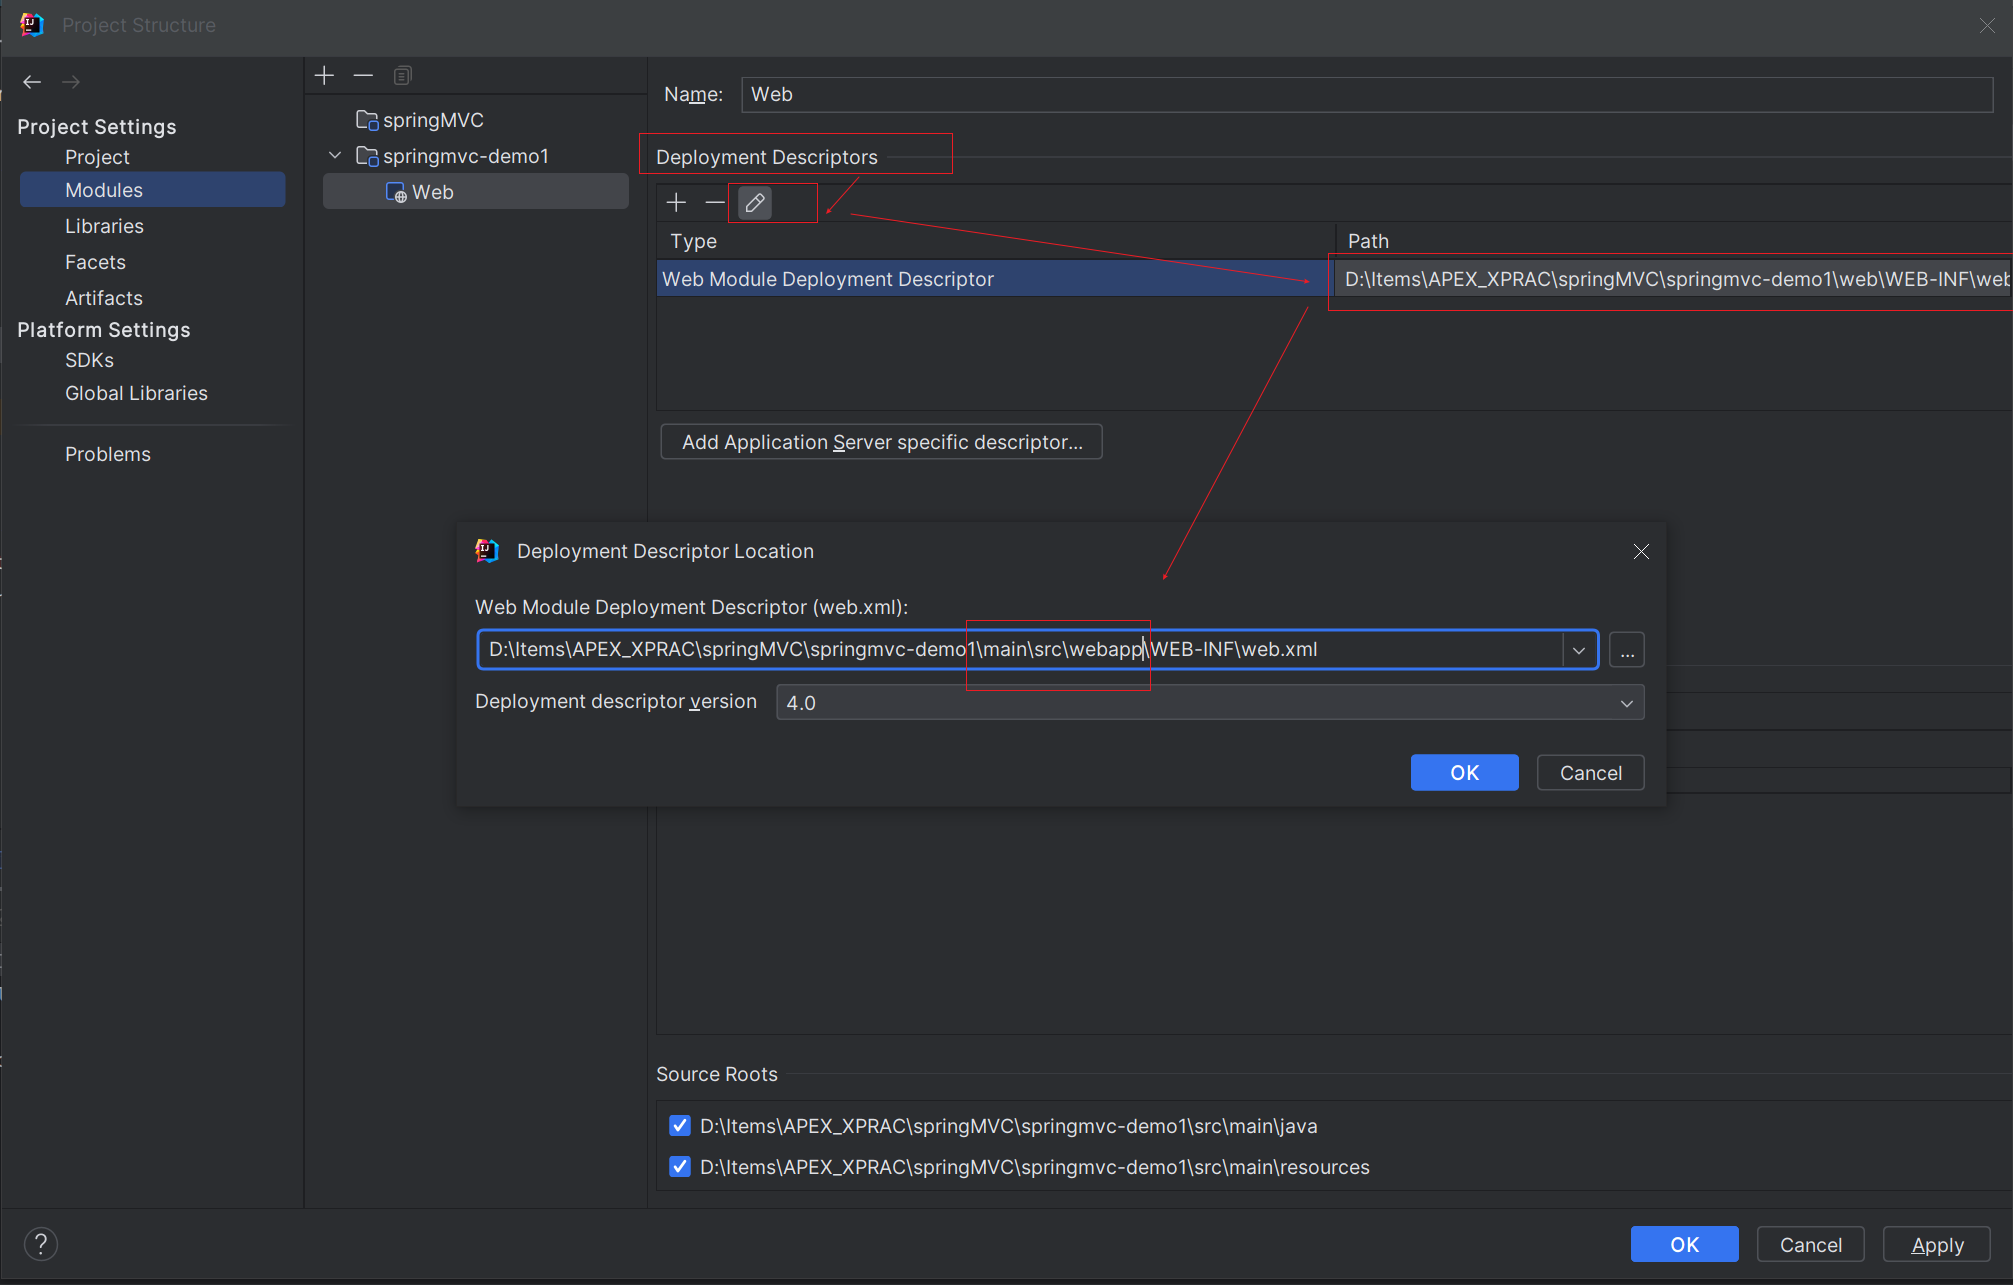 Project Structure
Project Settings
Project
Modules
Libraries
Facets
Artifacts
Platform Settings
SDKs
Global Libraries
Problems
springMVC
springmvc-demo1
Web
Name: Web
Deployment Descriptors
Type Path
Web Module Deployment Descriptor D:\Items\APEX_XPRAC\springMVC\springmvc-demo1\web\WEB-INF\web
Add Application Server specific descriptor...
Deployment Descriptor Location
Web Module Deployment Descriptor (web.xml):
D:\Items\APEX_XPRAC\springMVC\springmvc-demo1\main\src\webapp\WEB-INF\web.xml
...
Deployment descriptor version 4.0
OK Cancel
Source Roots
D:\Items\APEX_XPRAC\springMVC\springmvc-demo1\src\main\java
D:\Items\APEX_XPRAC\springMVC\springmvc-demo1\src\main\resources
?
OK Cancel Apply